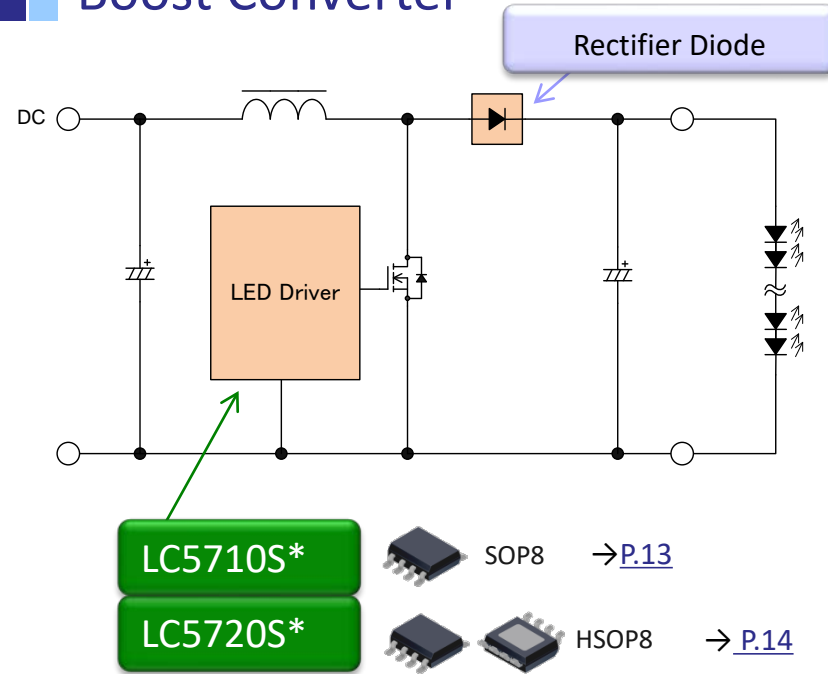 Boost Converter
Rectifier Diode
DC
+
+
LED Driver
LC5710S*
SOP8 →P.13
LC5720S*
HSOP8 → P.14